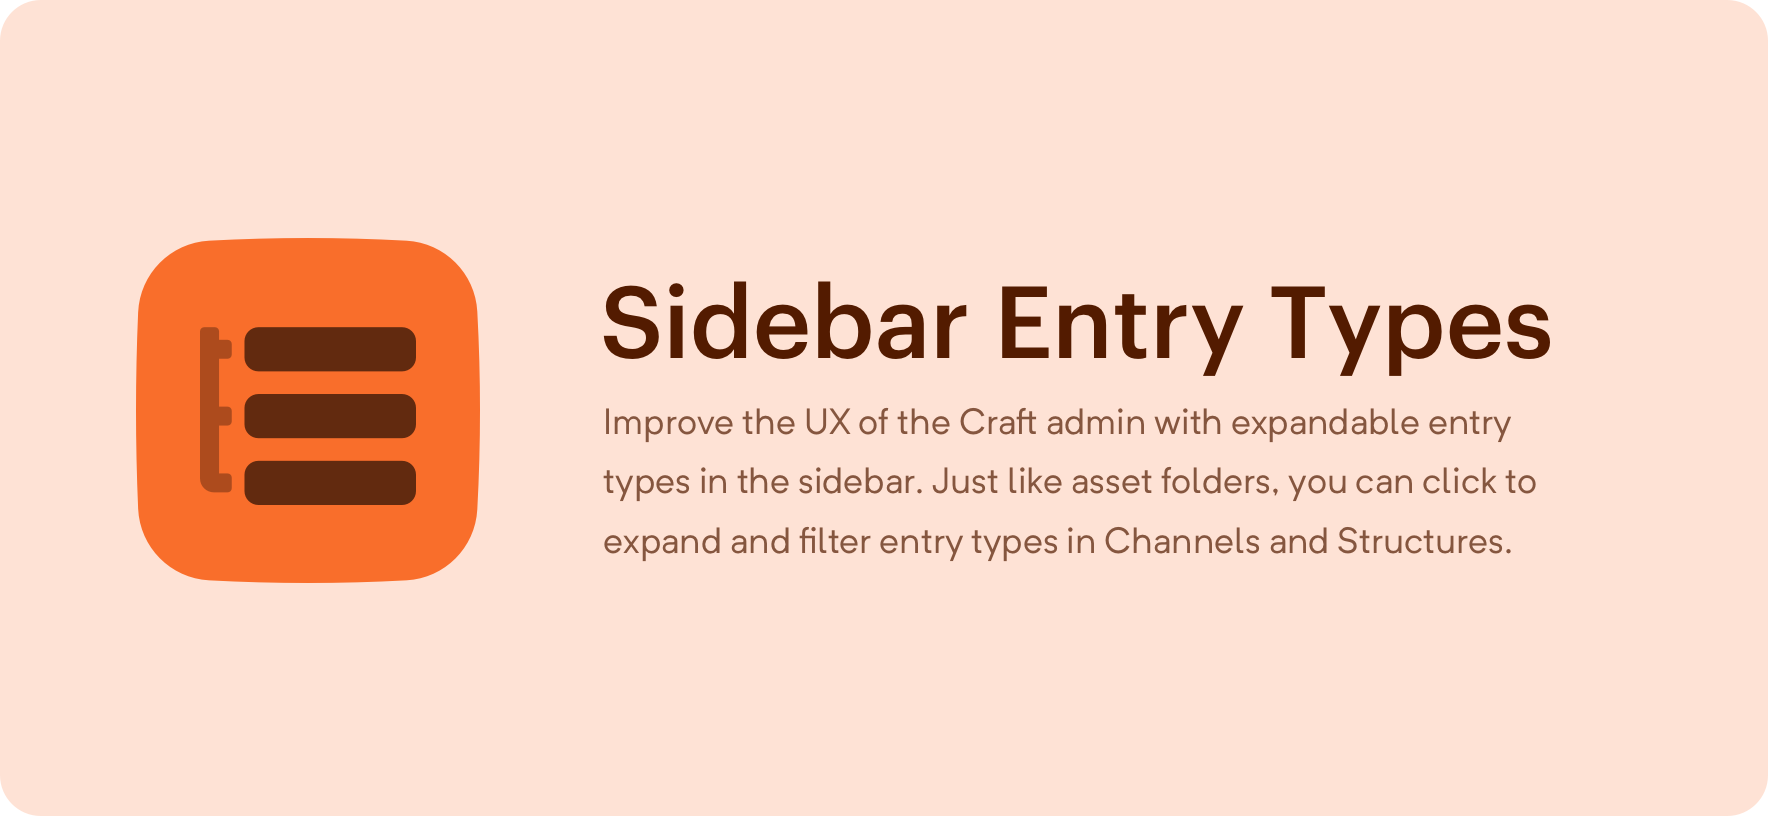 Sidebar Entry Types
Improve the UX of the Craft admin with expandable entry
types in the sidebar. Just like asset folders, you can click to
expand and filter entry types in Channels and Structures.